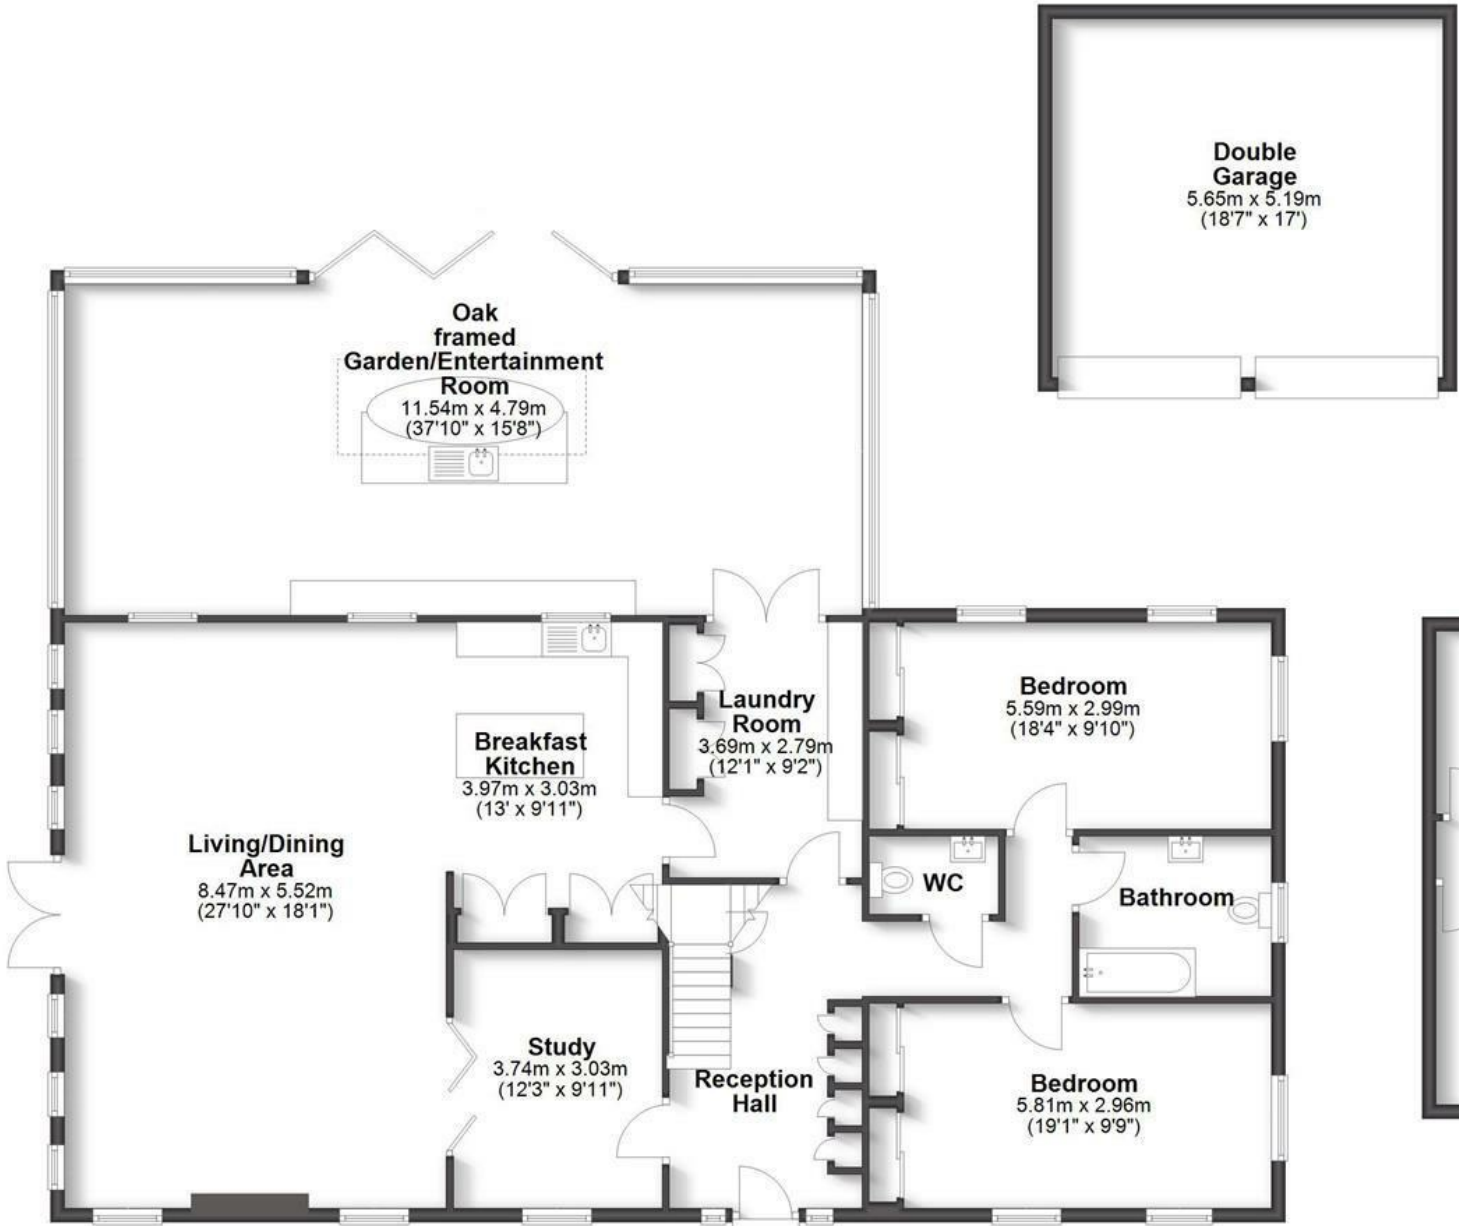 Double
Garage
5.65m x 5.19m
(18'7" x 17')
Oak
framed
Garden/Entertainment
Room
11.54m x 4.79m
(37'10" x 15'8")
Laundry
Room
3.69m x 2.79m
(12'1" x 9'2")
Bedroom
5.59m x 2.99m
(18'4" x 9'10")
Breakfast
Kitchen
3.97m x 3.03m
(13' x 9'11")
Living/Dining
Area
8.47m x 5.52m
(27'10" x 18'1")
WC
Bathroom
Study
3.74m x 3.03m
(12'3" x 9'11")
Reception
Hall
Bedroom
5.81m x 2.96m
(19'1" x 9'9")